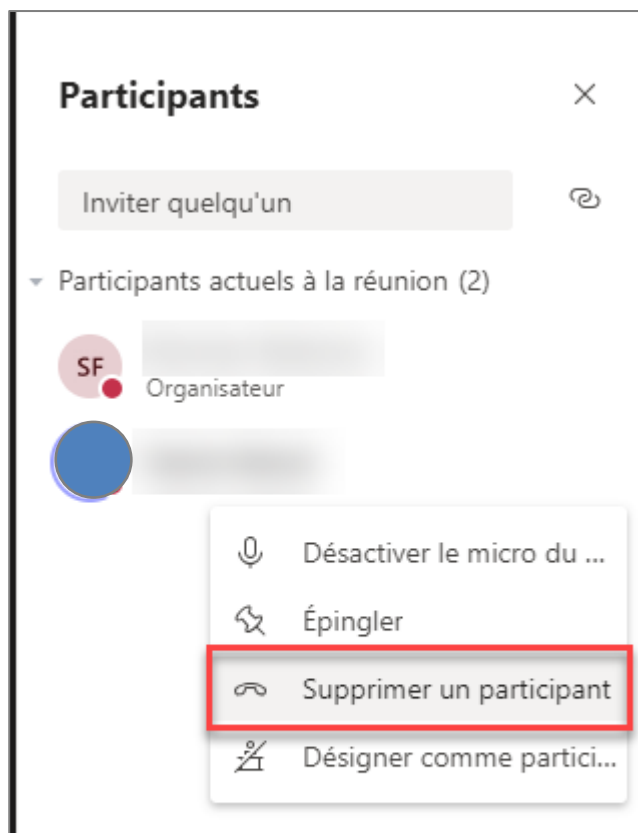 Participants
Inviter quelqu'un
Participants actuels à la réunion (2)
SF
Organisateur
Désactiver le micro du ...
Épingler
Supprimer un participant
Désigner comme partici...